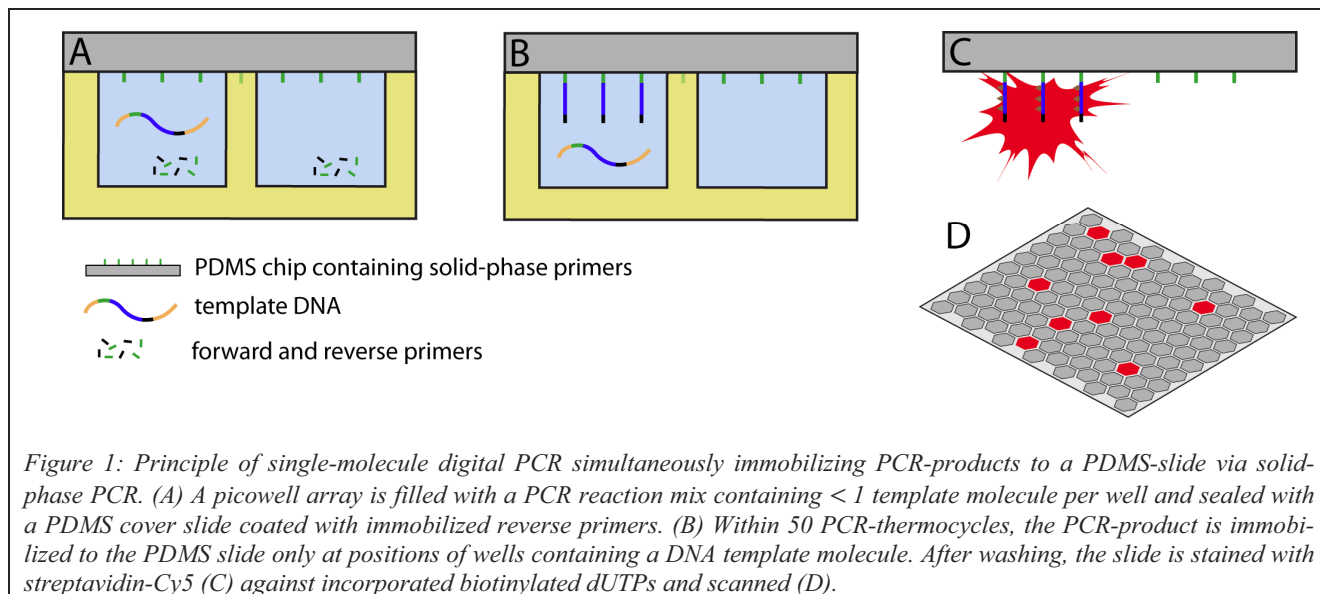 A
B
C
D
PDMS chip containing solid-phase primers
template DNA
forward and reverse primers
Figure 1: Principle of single-molecule digital PCR simultaneously immobilizing PCR-products to a PDMS-slide via solid-
phase PCR. (A) A picowell array is filled with a PCR reaction mix containing < 1 template molecule per well and sealed with
a PDMS cover slide coated with immobilized reverse primers. (B) Within 50 PCR-thermocycles, the PCR-product is immobi-
lized to the PDMS slide only at positions of wells containing a DNA template molecule. After washing, the slide is stained with
streptavidin-Cy5 (C) against incorporated biotinylated dUTPs and scanned (D).